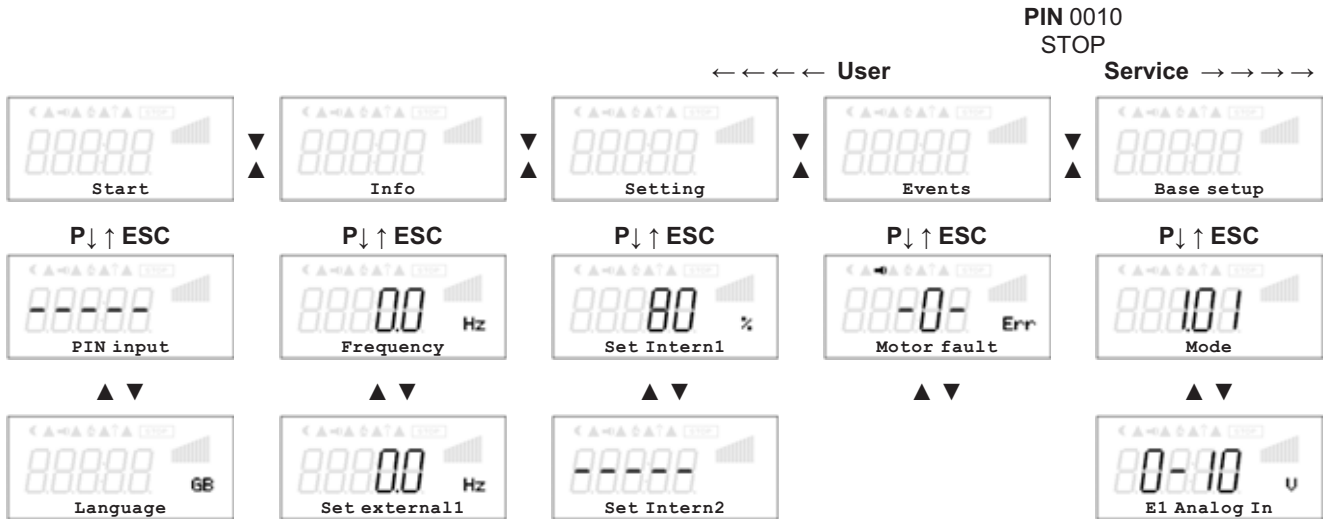 PIN 0010
STOP
← ← ← ← User Service → → → →
Start Info Setting Events Base setup
▼ ▼ ▼ ▼
▲ ▲ ▲ ▲
P↓ ↑ ESC P↓ ↑ ESC P↓ ↑ ESC P↓ ↑ ESC P↓ ↑ ESC
- - - - - 0.0 Hz 80 % -0- Err 1.01
PIN input Frequency Set Intern1 Motor fault Mode
▲ ▼ ▲ ▼ ▲ ▼ ▲ ▼ ▲ ▼
GB 0.0 Hz - - - - - 0-10 V
Language Set external1 Set Intern2 E1 Analog In